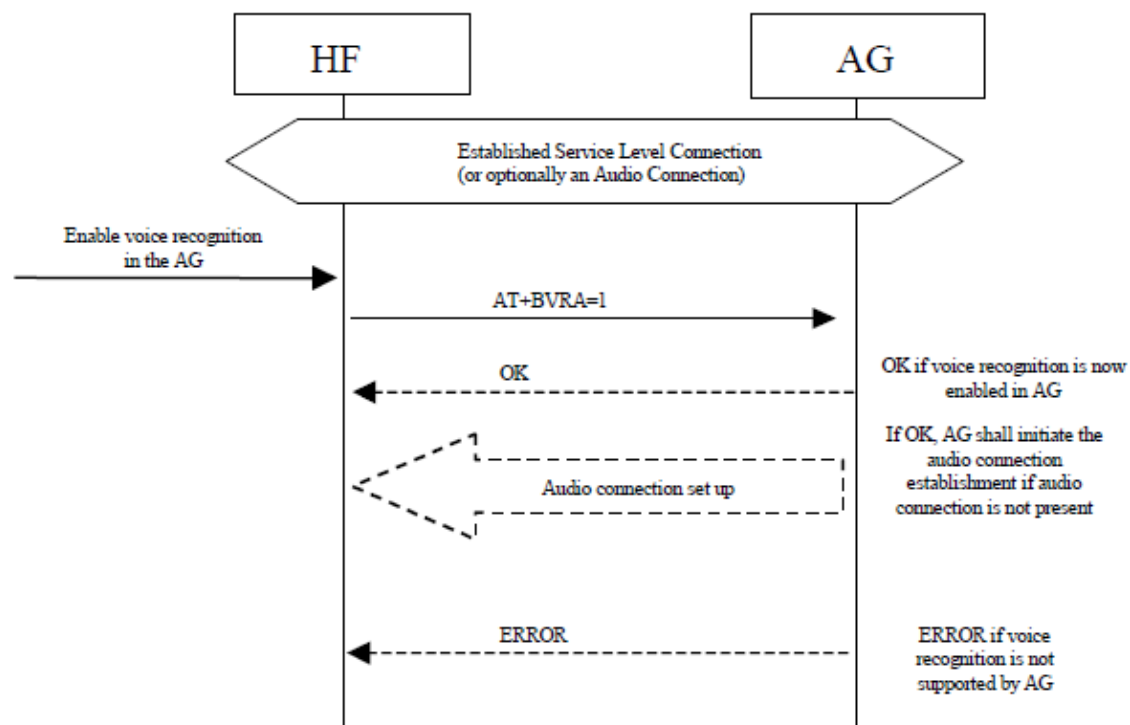 HF
AG
Established Service Level Connection
(or optionally an Audio Connection)
Enable voice recognition
in the AG
AT+BVRA=1
OK
OK if voice recognition is now
enabled in AG
If OK, AG shall initiate the
audio connection
establishment if audio
connection is not present
Audio connection set up
ERROR
ERROR if voice
recognition is not
supported by AG